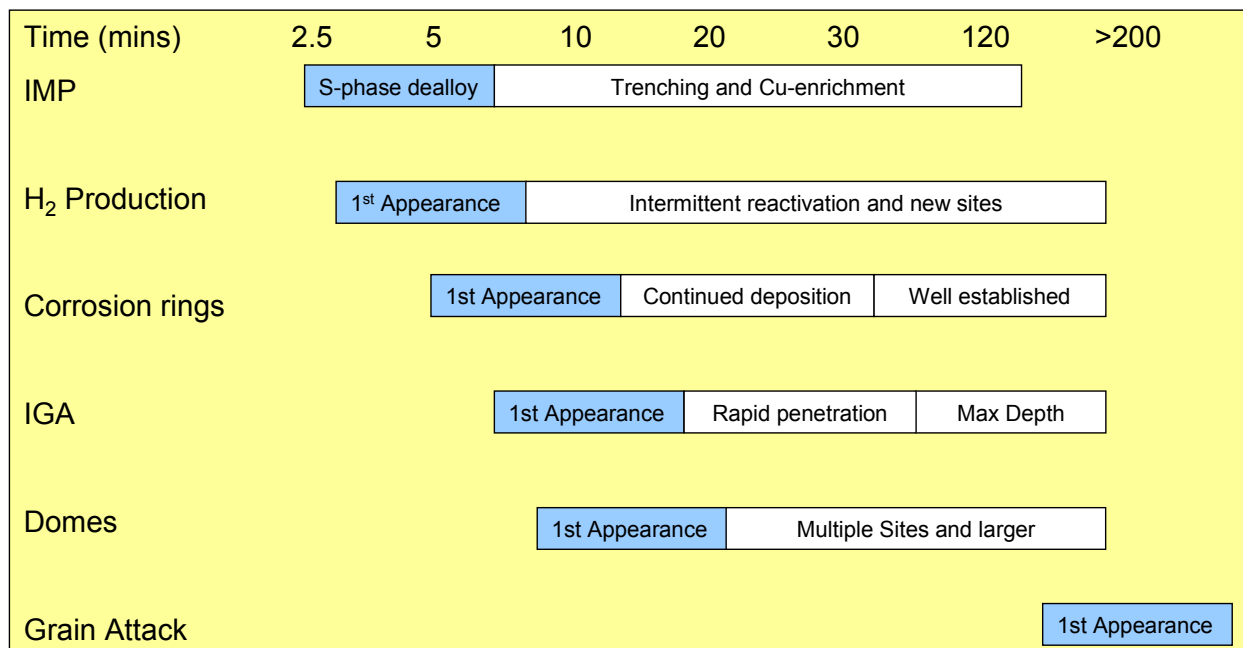 Time (mins) 2.5 5 10 20 30 120 >200
IMP S-phase dealloy Trenching and Cu-enrichment
H₂ Production 1st Appearance Intermittent reactivation and new sites
Corrosion rings 1st Appearance Continued deposition Well established
IGA 1st Appearance Rapid penetration Max Depth
Domes 1st Appearance Multiple Sites and larger
Grain Attack 1st Appearance